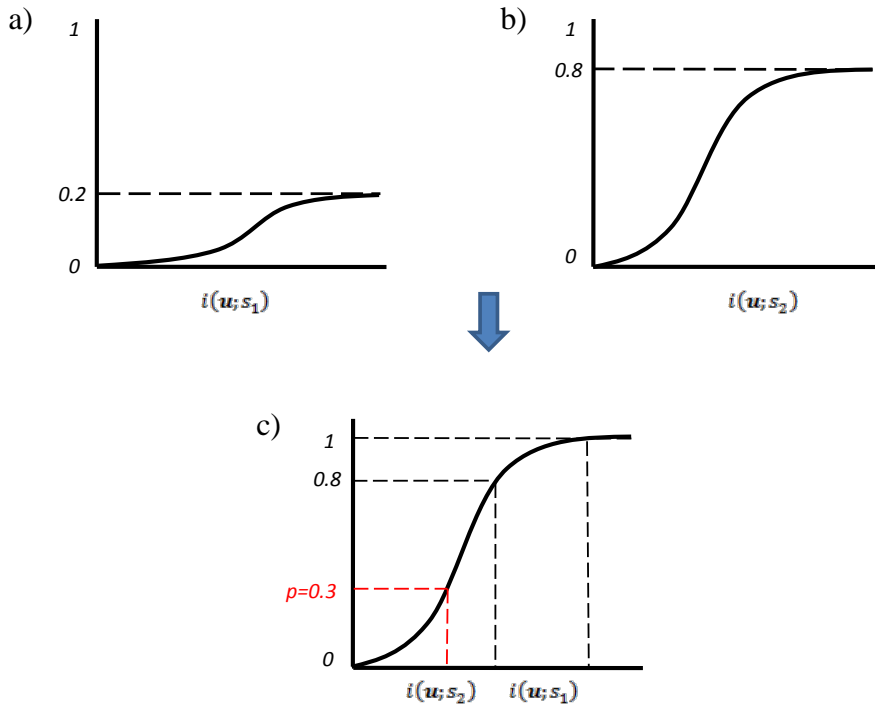 a)
1
0.2
0
i(u;s₁)
b)
1
0.8
0
i(u;s₂)
c)
1
0.8
p=0.3
0
i(u;s₂) i(u;s₁)